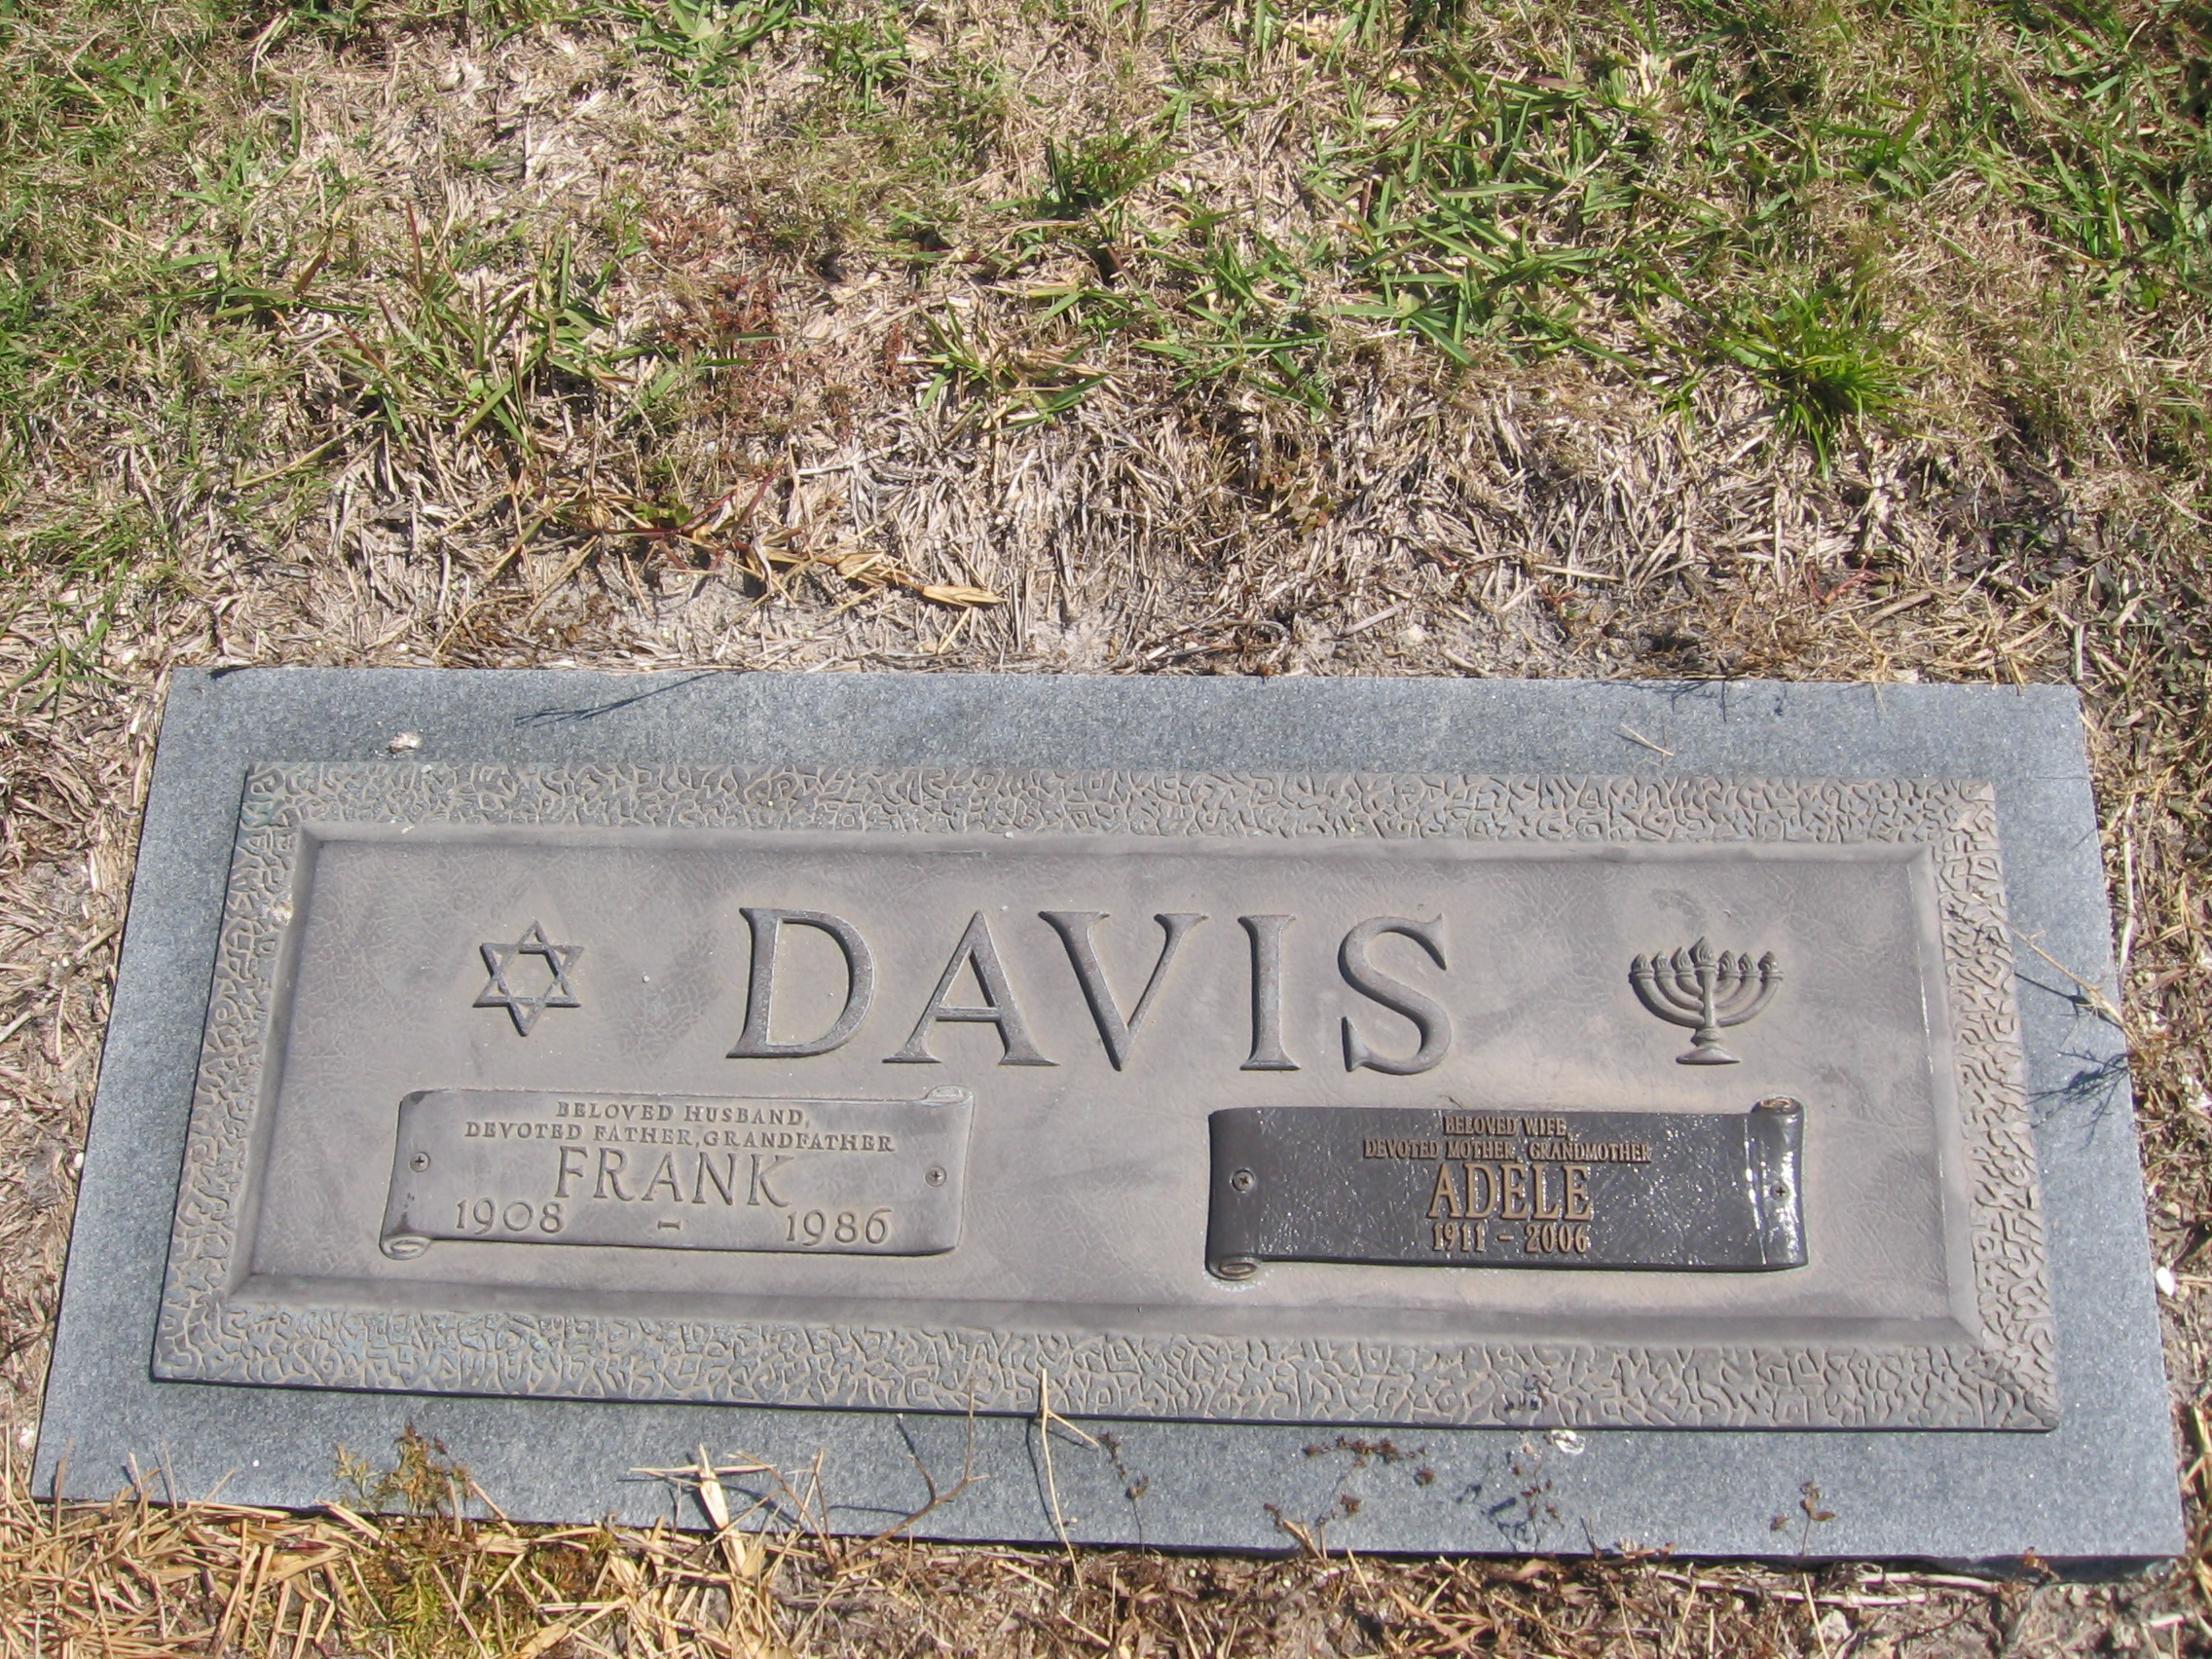 DAVIS
BELOVED HUSBAND,
DEVOTED FATHER, GRANDFATHER
FRANK
1908 - 1986
BELOVED WIFE,
DEVOTED MOTHER, GRANDMOTHER
ADELE
1911 - 2006